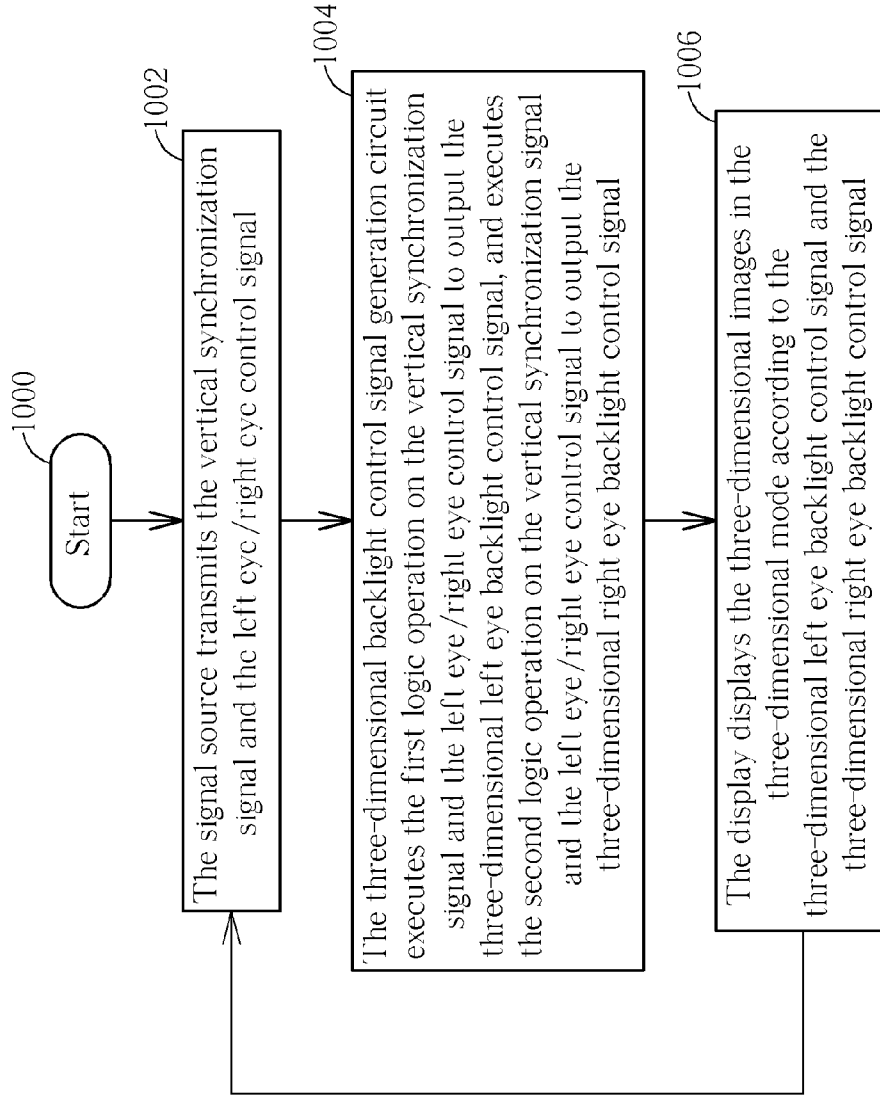 1000
Start
1002
The signal source transmits the vertical synchronization
signal and the left eye/right eye control signal
1004
The three-dimensional backlight control signal generation circuit
executes the first logic operation on the vertical synchronization
signal and the left eye/right eye control signal to output the
three-dimensional left eye backlight control signal, and executes
the second logic operation on the vertical synchronization signal
and the left eye/right eye control signal to output the
three-dimensional right eye backlight control signal
1006
The display displays the three-dimensional images in the
three-dimensional mode according to the
three-dimensional left eye backlight control signal and the
three-dimensional right eye backlight control signal